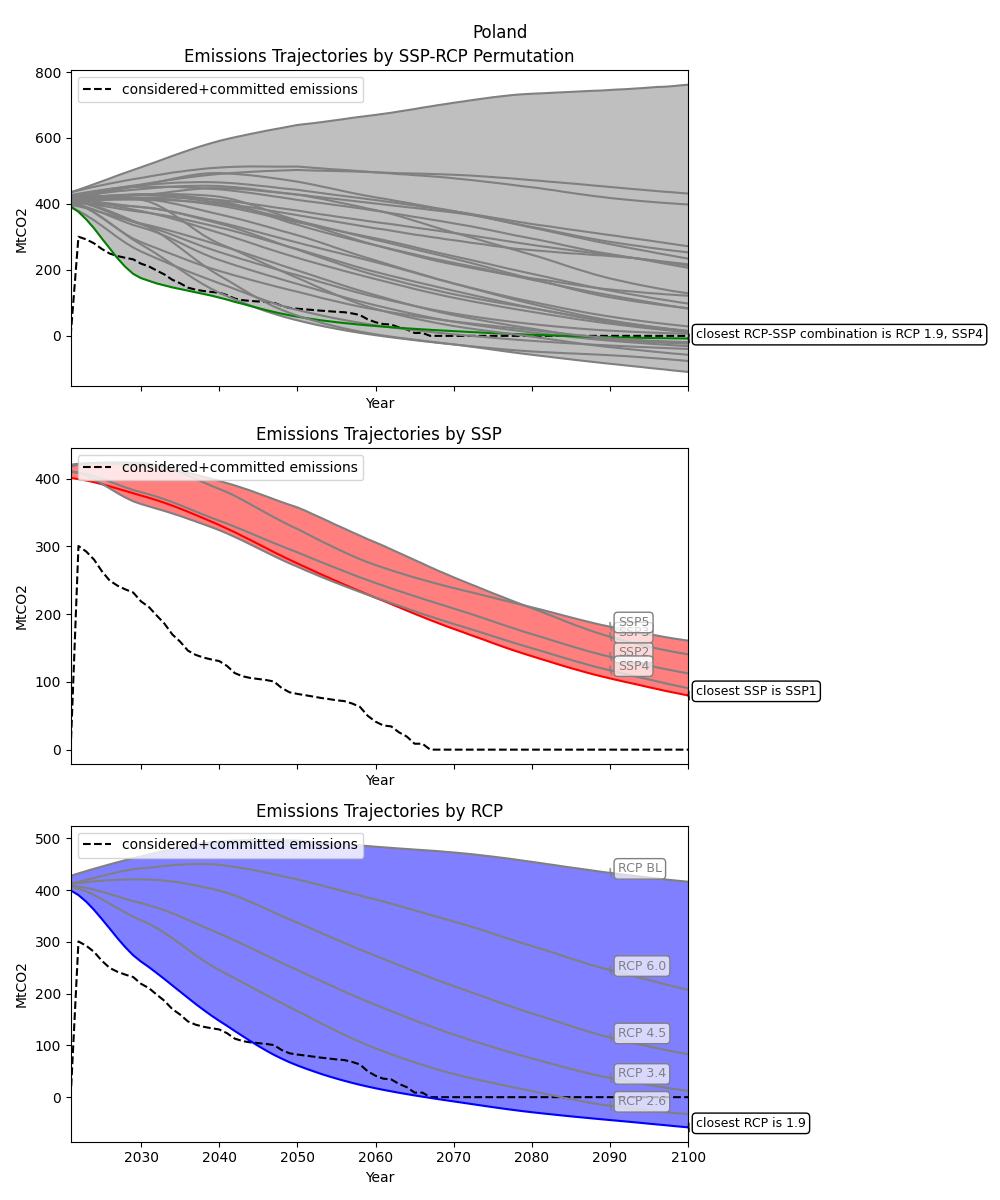 Poland
Emissions Trajectories by SSP-RCP Permutation
considered+committed emissions
800
600
400
200
0
MtCO2
Year
closest RCP-SSP combination is RCP 1.9, SSP4
Emissions Trajectories by SSP
considered+committed emissions
400
300
200
100
0
MtCO2
Year
SSP5
SSP3
SSP2
SSP4
closest SSP is SSP1
Emissions Trajectories by RCP
considered+committed emissions
500
400
300
200
100
0
MtCO2
RCP BL
RCP 6.0
RCP 4.5
RCP 3.4
RCP 2.6
closest RCP is 1.9
2030 2040 2050 2060 2070 2080 2090 2100
Year